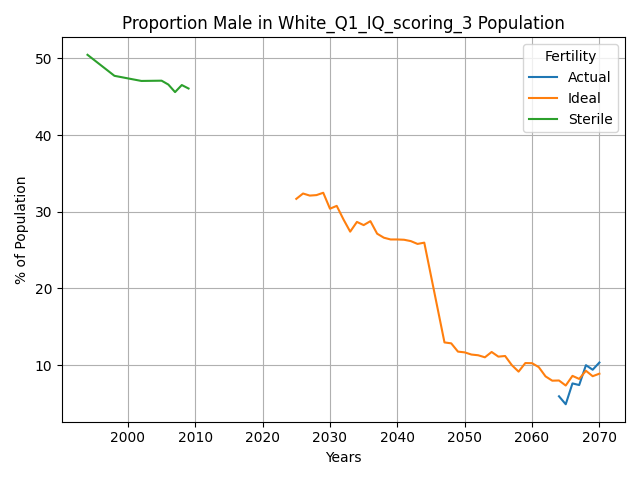 Proportion Male in White_Q1_IQ_scoring_3 Population
% of Population
50
40
30
20
10
Fertility
Actual
Ideal
Sterile
2000 2010 2020 2030 2040 2050 2060 2070
Years